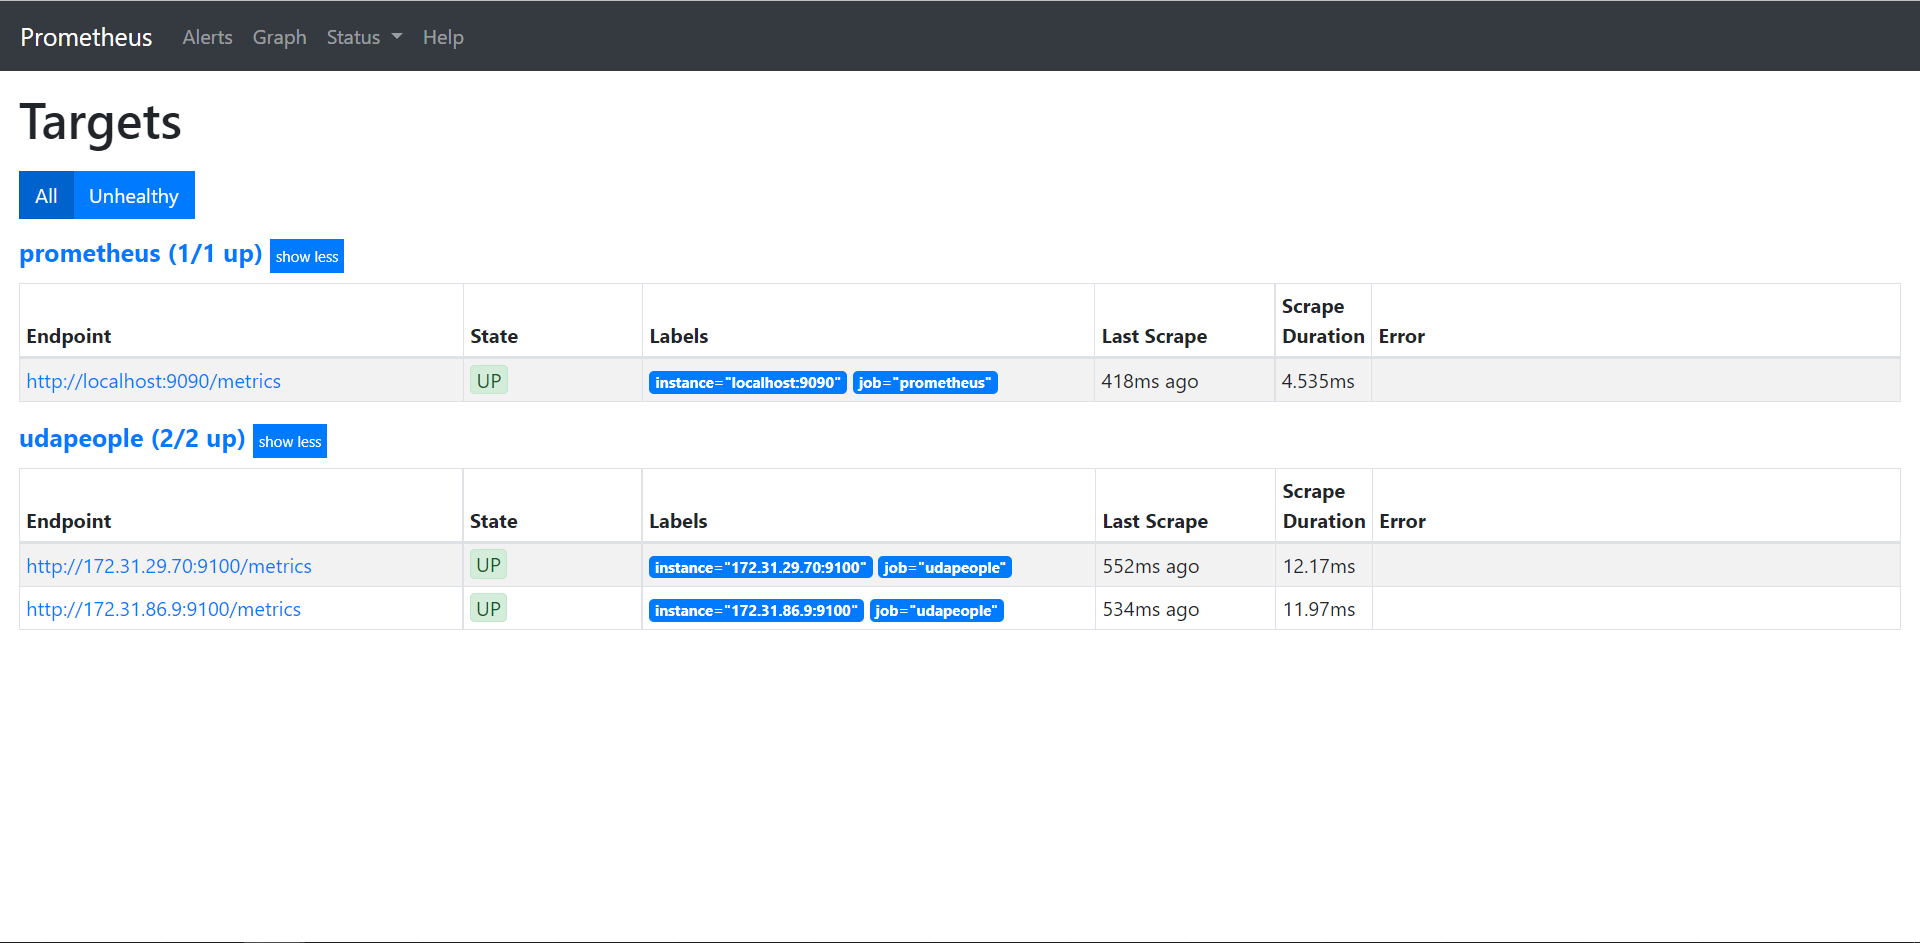 Prometheus Alerts Graph Status Help
Targets
All Unhealthy
prometheus (1/1 up) show less
Endpoint State Labels Last Scrape Scrape Duration Error
http://localhost:9090/metrics UP instance="localhost:9090" job="prometheus" 418ms ago 4.535ms
udapeople (2/2 up) show less
Endpoint State Labels Last Scrape Scrape Duration Error
http://172.31.29.70:9100/metrics UP instance="172.31.29.70:9100" job="udapeople" 552ms ago 12.17ms
http://172.31.86.9:9100/metrics UP instance="172.31.86.9:9100" job="udapeople" 534ms ago 11.97ms